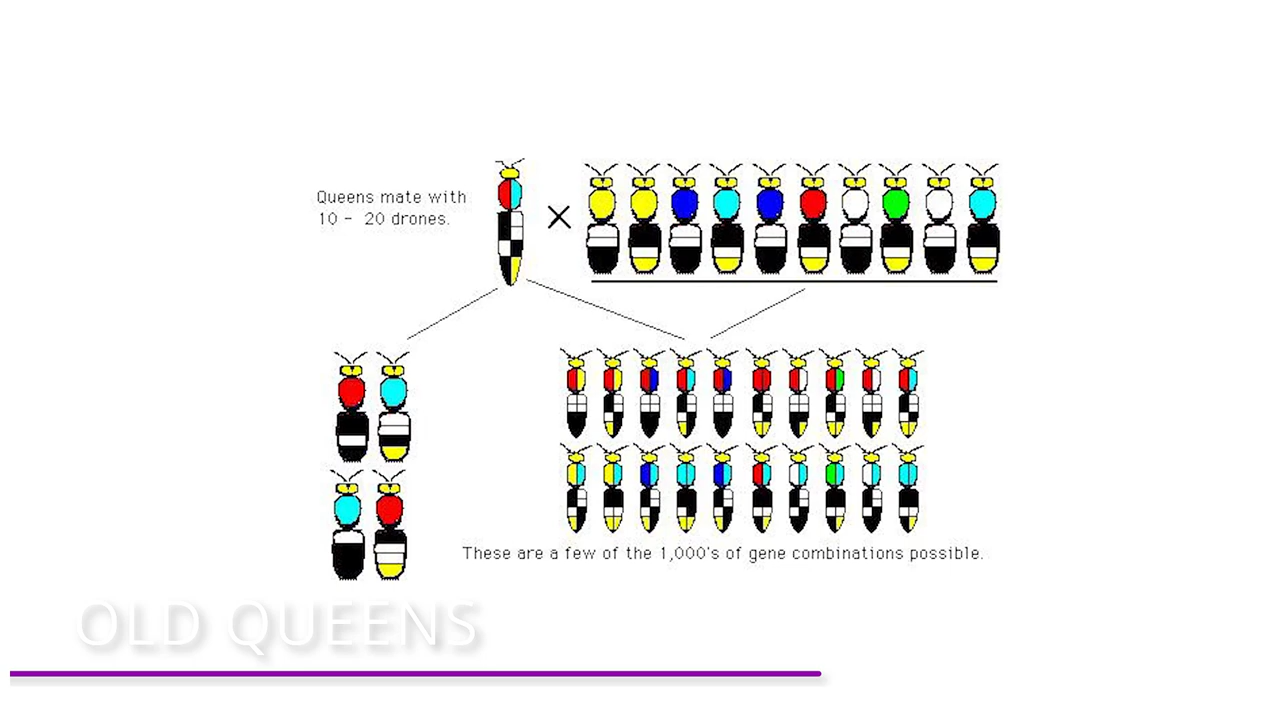 Queens mate with
10 - 20 drones.
These are a few of the 1,000's of gene combinations possible.
OLD QUEENS